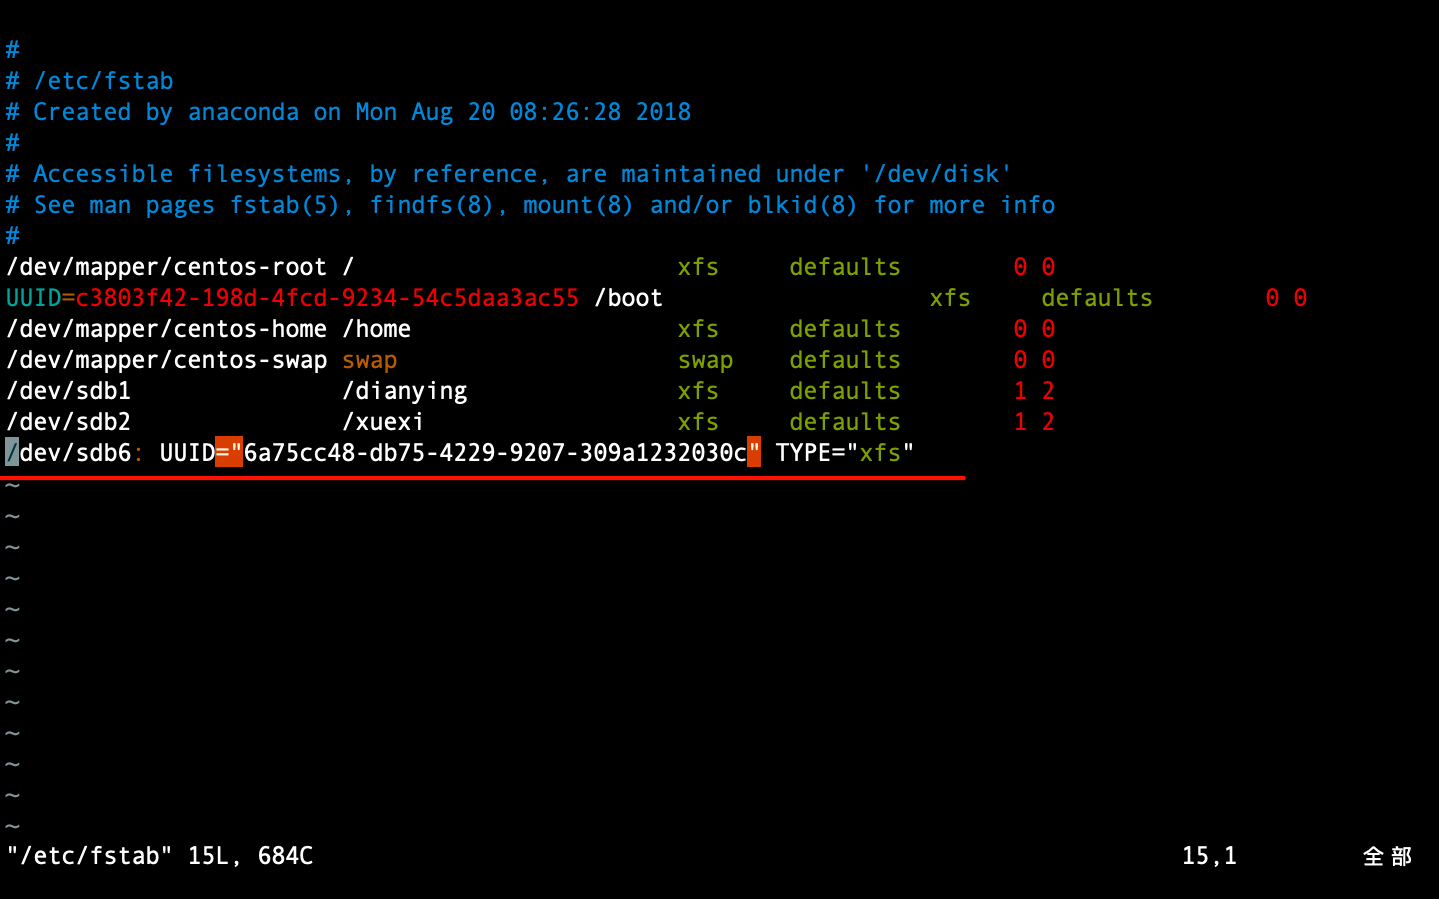 #
# /etc/fstab
# Created by anaconda on Mon Aug 20 08:26:28 2018
#
# Accessible filesystems, by reference, are maintained under '/dev/disk'
# See man pages fstab(5), findfs(8), mount(8) and/or blkid(8) for more info
#
/dev/mapper/centos-root /                       xfs     defaults        0 0
UUID=c3803f42-198d-4fcd-9234-54c5daa3ac55 /boot                   xfs     defaults        0 0
/dev/mapper/centos-home /home                   xfs     defaults        0 0
/dev/mapper/centos-swap swap                    swap    defaults        0 0
/dev/sdb1               /dianying               xfs     defaults        1 2
/dev/sdb2               /xuexi                  xfs     defaults        1 2
/dev/sdb6: UUID="6a75cc48-db75-4229-9207-309a1232030c" TYPE="xfs"
~
~
~
~
~
~
~
~
~
~
~
~
"/etc/fstab" 15L, 684C                                                              15,1         全部